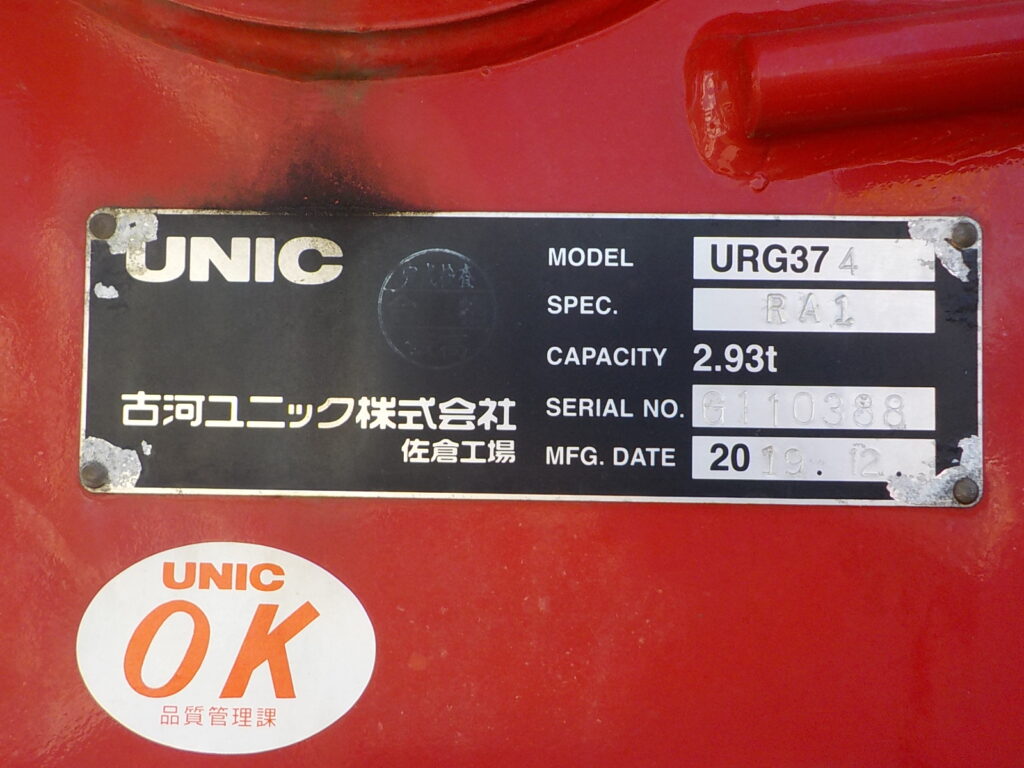 UNIC
MODEL URG374
SPEC. RA1
CAPACITY 2.93t
古河ユニック株式会社
SERIAL NO. G110388
佐倉工場
MFG. DATE 2019.12.
UNIC
OK
品質管理課